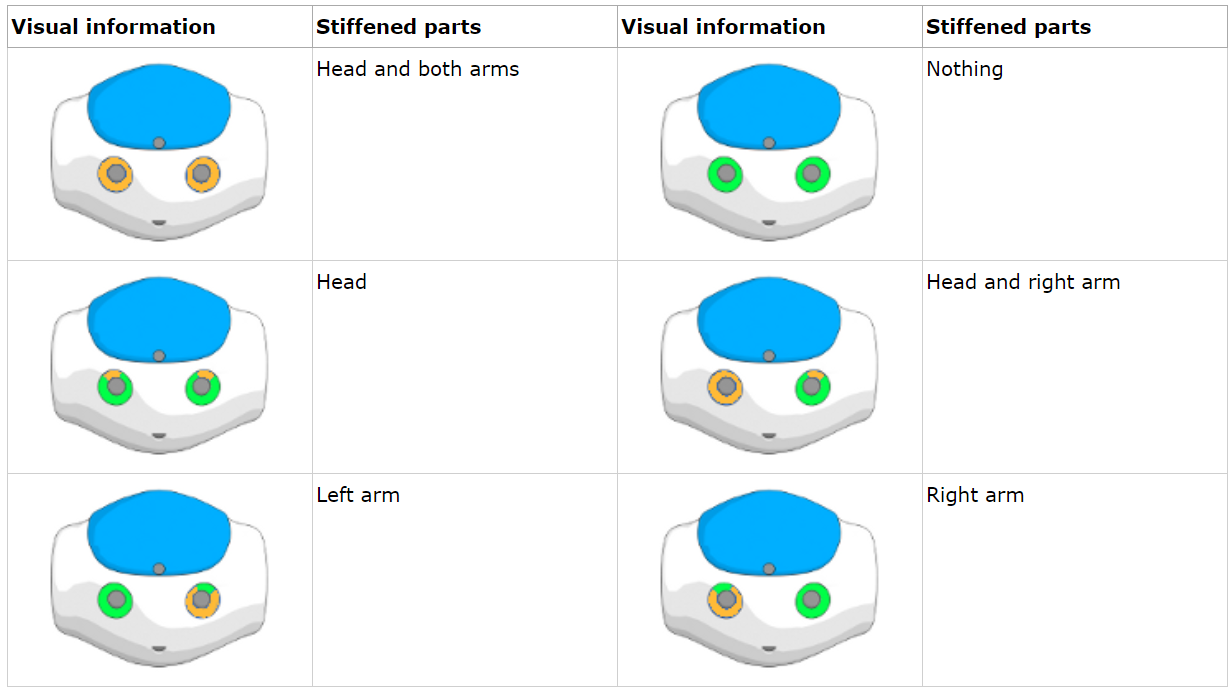 Visual information Stiffened parts Visual information Stiffened parts
Head and both arms Nothing
Head Head and right arm
Left arm Right arm